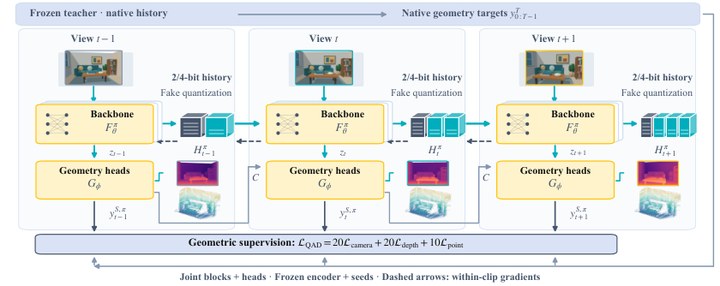 Frozen teacher · native history
Native geometry targets y^T_{0:T−1}
View t − 1
View t
View t + 1
2/4-bit history
Fake quantization
2/4-bit history
Fake quantization
2/4-bit history
Fake quantization
Backbone
F^π_θ
Backbone
F^π_θ
Backbone
F^π_θ
H^π_{t−1}
H^π_t
H^π_{t+1}
z_{t−1}
z_t
z_{t+1}
Geometry heads
G_ϕ
Geometry heads
G_ϕ
Geometry heads
G_ϕ
C
C
y^{S,π}_{t−1}
y^{S,π}_t
y^{S,π}_{t+1}
Geometric supervision: ℒ_QAD = 20ℒ_camera + 20ℒ_depth + 10ℒ_point
Joint blocks + heads · Frozen encoder + seeds · Dashed arrows: within-clip gradients